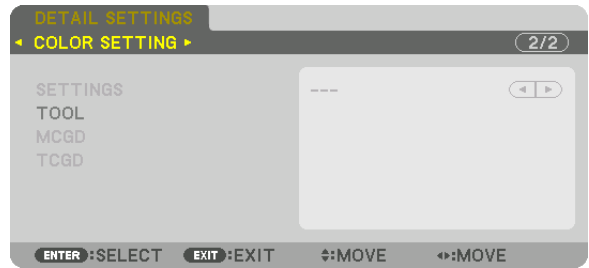 DETAIL SETTINGS
COLOR SETTING 2/2
SETTINGS ---
TOOL
MCGD
TCGD
ENTER:SELECT EXIT:EXIT :MOVE :MOVE